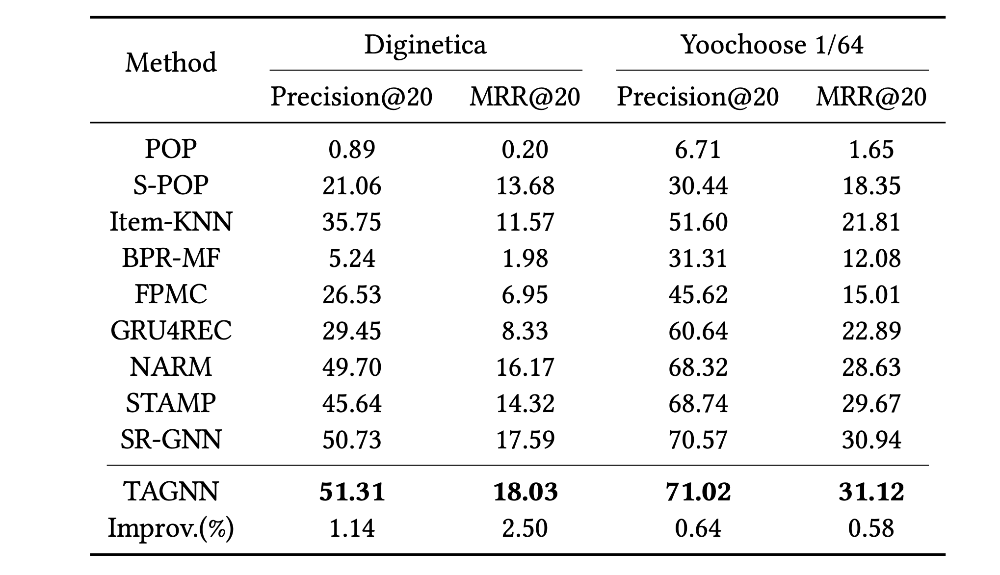 Method Diginetica Yoochoose 1/64
Precision@20 MRR@20 Precision@20 MRR@20
POP 0.89 0.20 6.71 1.65
S-POP 21.06 13.68 30.44 18.35
Item-KNN 35.75 11.57 51.60 21.81
BPR-MF 5.24 1.98 31.31 12.08
FPMC 26.53 6.95 45.62 15.01
GRU4REC 29.45 8.33 60.64 22.89
NARM 49.70 16.17 68.32 28.63
STAMP 45.64 14.32 68.74 29.67
SR-GNN 50.73 17.59 70.57 30.94
TAGNN 51.31 18.03 71.02 31.12
Improv.(%) 1.14 2.50 0.64 0.58